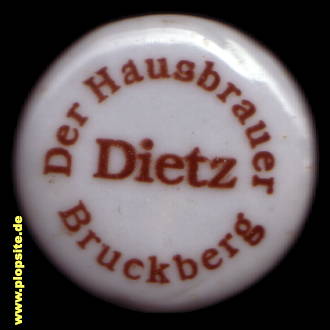 Der Hausbrauer
Dietz
Bruckberg
www.plopsite.de